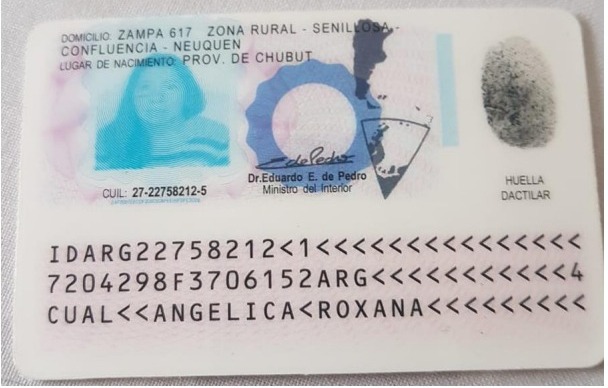 DOMICILIO: ZAMPA 617 ZONA RURAL - SENILLOSA -
CONFLUENCIA - NEUQUEN
LUGAR DE NACIMIENTO: PROV. DE CHUBUT
CUIL: 27-22758212-5
Dr. Eduardo E. de Pedro
Ministro del Interior
HUELLA
DACTILAR
IDARG22758212<1<<<<<<<<<<<<<<<
7204298F3706152ARG<<<<<<<<<<<4
CUAL<<ANGELICA<ROXANA<<<<<<<<<